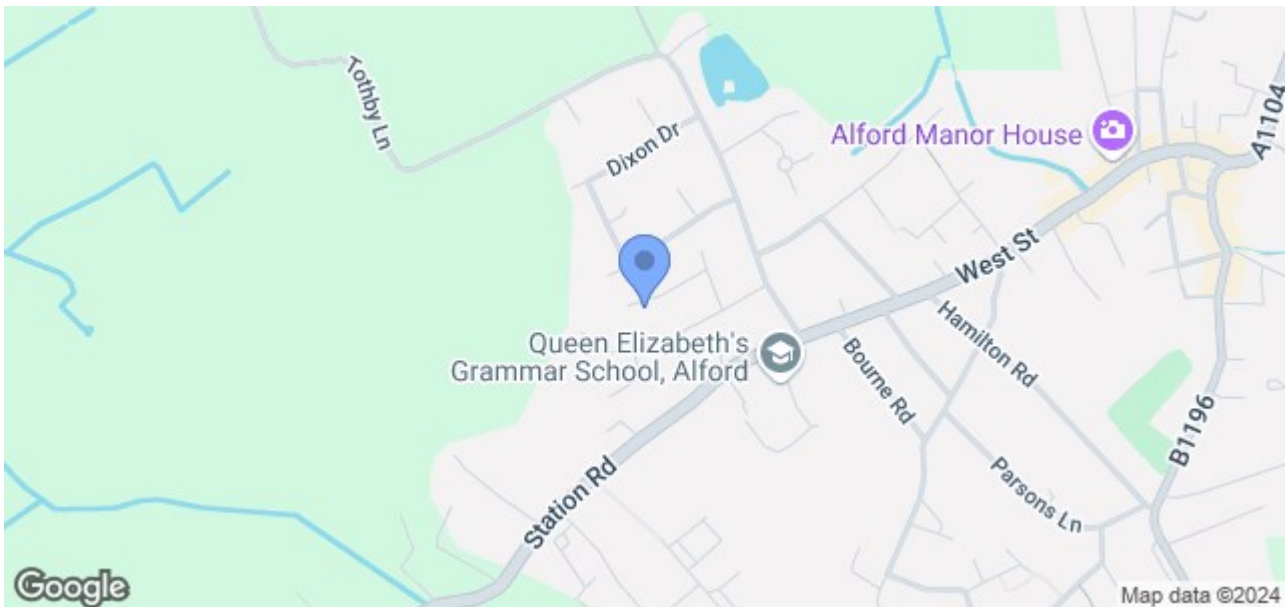 Tothby Ln
Dixon Dr
Alford Manor House
A1104
West St
Queen Elizabeth's
Grammar School, Alford
Hamilton Rd
Bourne Rd
B1196
Parsons Ln
Station Rd
Google
Map data ©2024